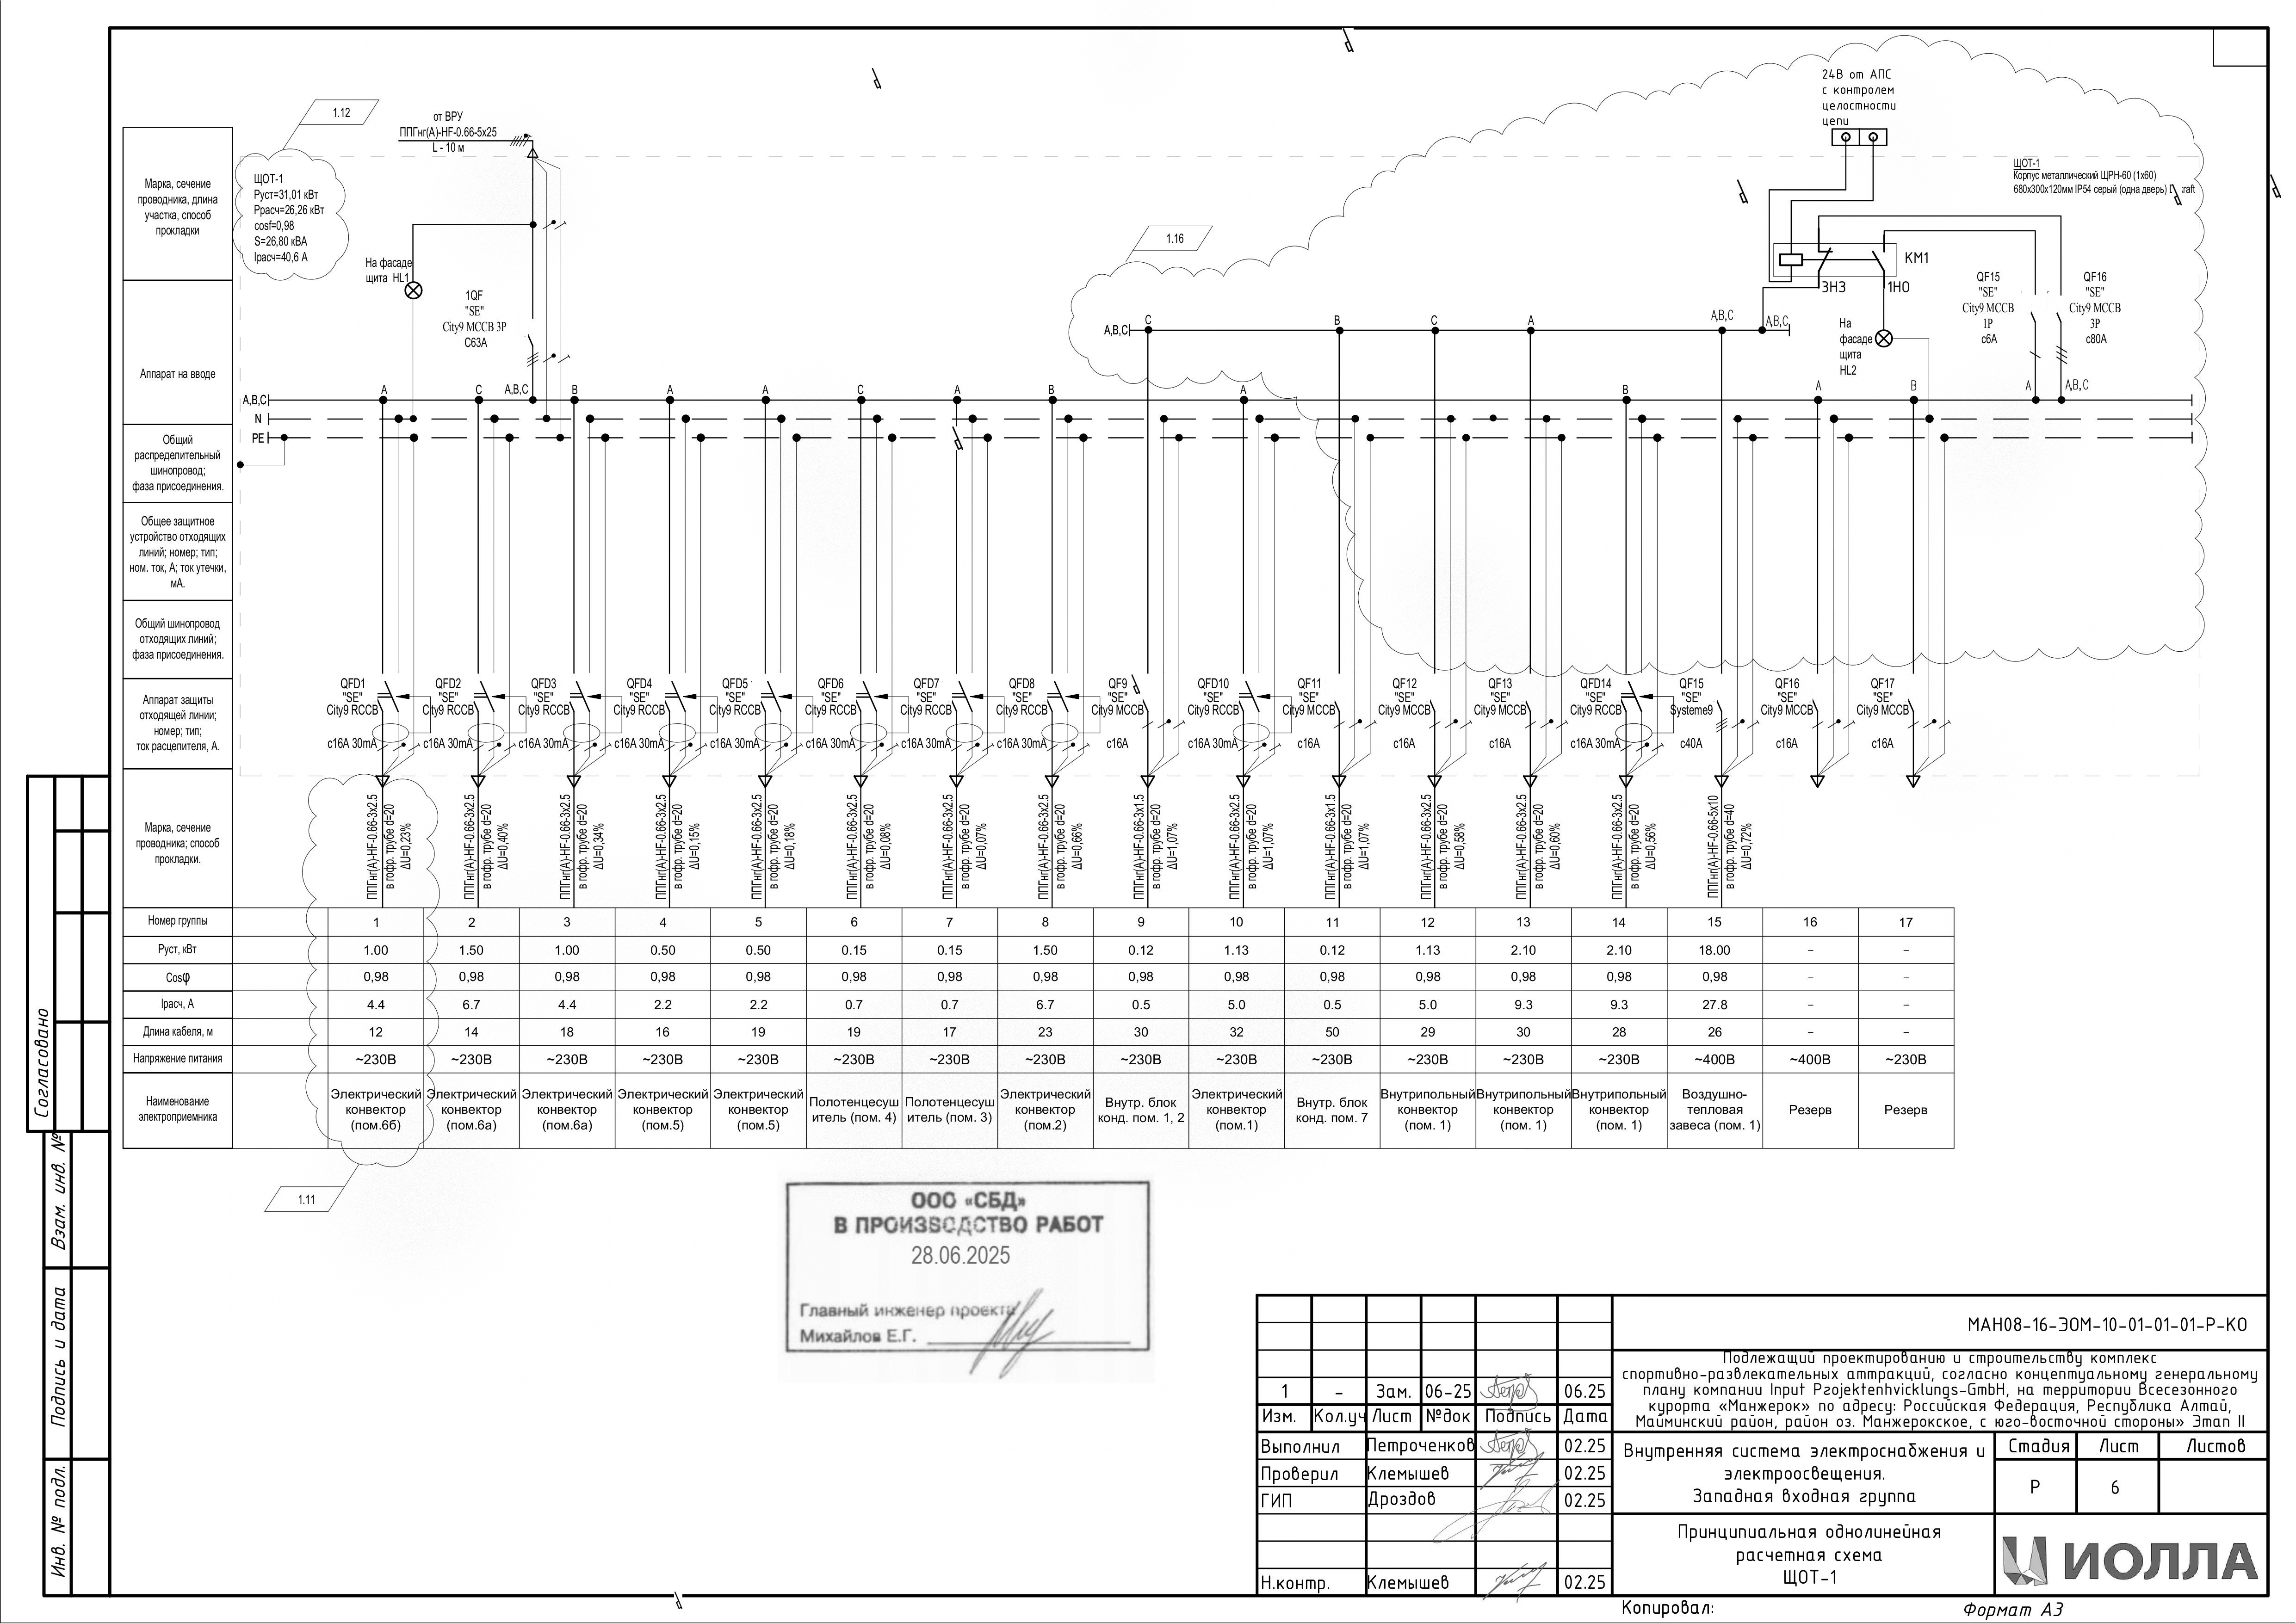 1.12
от ВРУ
ППГнг(А)-HF-0.66-5х25
L - 10 м
24В от АПС
с контролем
целостности
цепи
ЩОТ-1
Корпус металлический ЩРН-60 (1х60)
680х300х120мм IP54 серый (одна дверь)
ЩОТ-1
Руст=31,01 кВт
Ррасч=26,26 кВт
cosf=0,98
S=26,80 кВА
Iрасч=40,6 А
1.16
На фасаде
щита HL1
1QF
"SE"
City9 MCCB 3P
C63A
KM1
3НЗ
1НО
На
фасаде
щита
HL2
QF15
"SE"
City9 MCCB
1P
c6A
QF16
"SE"
City9 MCCB
3P
c80A
A,B,C C B C A A,B,C A,B,C
A,B,C A C A,B,C B A A C A B A B A B A A,B,C
N
PE
Марка, сечение
проводника, длина
участка, способ
прокладки
Аппарат на вводе
Общий
распределительный
шинопровод;
фаза присоединения.
Общее защитное
устройство отходящих
линий; номер; тип;
ном. ток, А; ток утечки,
мА.
Общий шинопровод
отходящих линий;
фаза присоединения.
Аппарат защиты
отходящей линии;
номер; тип;
ток расцепителя, А.
QFD1 QFD2 QFD3 QFD4 QFD5 QFD6 QFD7 QFD8 QF9 QFD10 QF11 QF12 QF13 QFD14 QF15 QF16 QF17
"SE" "SE" "SE" "SE" "SE" "SE" "SE" "SE" "SE" "SE" "SE" "SE" "SE" "SE" "SE" "SE" "SE"
City9 RCCB City9 RCCB City9 RCCB City9 RCCB City9 RCCB City9 RCCB City9 RCCB City9 RCCB City9 MCCB City9 RCCB City9 MCCB City9 MCCB City9 MCCB City9 RCCB Systeme9 City9 MCCB City9 MCCB
c16A 30mA c16A 30mA c16A 30mA c16A 30mA c16A 30mA c16A 30mA c16A 30mA c16A 30mA c16A c16A 30mA c16A c16A c16A c16A 30mA c40A c16A c16A
Марка, сечение
проводника; способ
прокладки.
ППГнг(А)-HF-0.66-3х2.5
в гофр. трубе d=20
ΔU=0,23%
ППГнг(А)-HF-0.66-3х2.5
в гофр. трубе d=20
ΔU=0,40%
ППГнг(А)-HF-0.66-3х2.5
в гофр. трубе d=20
ΔU=0,34%
ППГнг(А)-HF-0.66-3х2.5
в гофр. трубе d=20
ΔU=0,15%
ППГнг(А)-HF-0.66-3х2.5
в гофр. трубе d=20
ΔU=0,18%
ППГнг(А)-HF-0.66-3х2.5
в гофр. трубе d=20
ΔU=0,08%
ППГнг(А)-HF-0.66-3х2.5
в гофр. трубе d=20
ΔU=0,07%
ППГнг(А)-HF-0.66-3х2.5
в гофр. трубе d=20
ΔU=0,66%
ППГнг(А)-HF-0.66-3х1.5
в гофр. трубе d=20
ΔU=1,07%
ППГнг(А)-HF-0.66-3х2.5
в гофр. трубе d=20
ΔU=1,07%
ППГнг(А)-HF-0.66-3х1.5
в гофр. трубе d=20
ΔU=1,07%
ППГнг(А)-HF-0.66-3х2.5
в гофр. трубе d=20
ΔU=0,58%
ППГнг(А)-HF-0.66-3х2.5
в гофр. трубе d=20
ΔU=0,60%
ППГнг(А)-HF-0.66-3х2.5
в гофр. трубе d=20
ΔU=0,56%
ППГнг(А)-HF-0.66-5х10
в гофр. трубе d=40
ΔU=0,72%
Номер группы 1 2 3 4 5 6 7 8 9 10 11 12 13 14 15 16 17
Руст, кВт 1.00 1.50 1.00 0.50 0.50 0.15 0.15 1.50 0.12 1.13 0.12 1.13 2.10 2.10 18.00 – –
Cosφ 0,98 0,98 0,98 0,98 0,98 0,98 0,98 0,98 0,98 0,98 0,98 0,98 0,98 0,98 0,98 – –
Iрасч, А 4.4 6.7 4.4 2.2 2.2 0.7 0.7 6.7 0.5 5.0 0.5 5.0 9.3 9.3 27.8 – –
Длина кабеля, м 12 14 18 16 19 19 17 23 30 32 50 29 30 28 26 – –
Напряжение питания ~230В ~230В ~230В ~230В ~230В ~230В ~230В ~230В ~230В ~230В ~230В ~230В ~230В ~230В ~400В ~400В ~230В
Наименование
электроприемника
Электрический
конвектор
(пом.6б)
Электрический
конвектор
(пом.6а)
Электрический
конвектор
(пом.6а)
Электрический
конвектор
(пом.5)
Электрический
конвектор
(пом.5)
Полотенцесуш
итель (пом. 4)
Полотенцесуш
итель (пом. 3)
Электрический
конвектор
(пом.2)
Внутр. блок
конд. пом. 1, 2
Электрический
конвектор
(пом.1)
Внутр. блок
конд. пом. 7
Внутрипольный
конвектор
(пом. 1)
Внутрипольный
конвектор
(пом. 1)
Внутрипольный
конвектор
(пом. 1)
Воздушно-
тепловая
завеса (пом. 1)
Резерв
Резерв
1.11
ООО «СБД»
В ПРОИЗВОДСТВО РАБОТ
28.06.2025
Главный инженер проекта
Михайлов Е.Г.
Согласовано
Взам. инв. №
Подпись и дата
Инв. № подл.
МАН08-16-ЭОМ-10-01-01-01-Р-КО
Подлежащий проектированию и строительству комплекс
спортивно-развлекательных аттракций, согласно концептуальному генеральному
плану компании Input Projektenhvicklungs-GmbH, на территории Всесезонного
курорта «Манжерок» по адресу: Российская Федерация, Республика Алтай,
Майминский район, район оз. Манжерокское, с юго-восточной стороны» Этап II
1 – Зам. 06-25 06.25
Изм. Кол.уч Лист №док Подпись Дата
Выполнил Петроченков 02.25
Проверил Клемышев 02.25
ГИП Дроздов 02.25
Н.контр. Клемышев 02.25
Внутренняя система электроснабжения и
электроосвещения.
Западная входная группа
Стадия Лист Листов
Р 6
Принципиальная однолинейная
расчетная схема
ЩОТ-1
ИОЛЛА
Копировал:
Формат А3